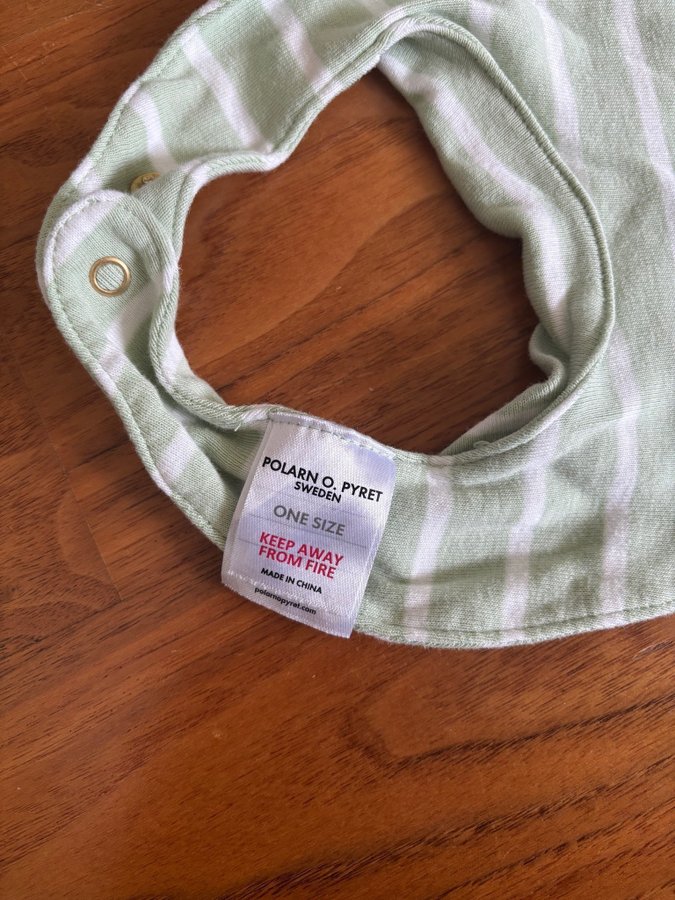 POLARN O. PYRET
SWEDEN
ONE SIZE
KEEP AWAY
FROM FIRE
MADE IN CHINA
polarnopyret.com